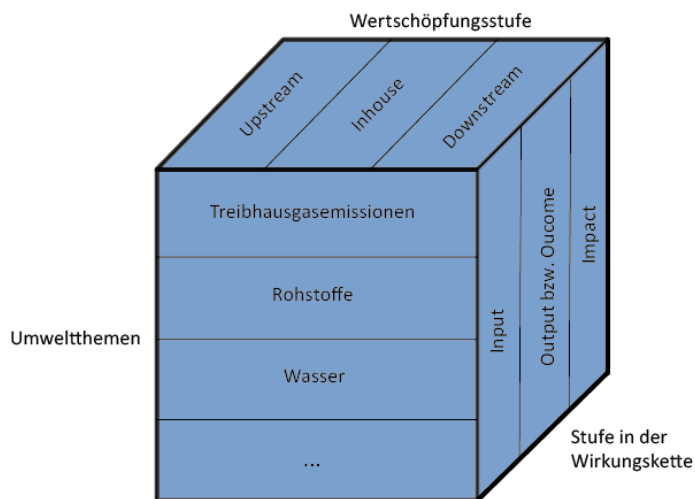 Wertschöpfungsstufe
Upstream
Inhouse
Downstream
Treibhausgasemissionen
Rohstoffe
Wasser
...
Umweltthemen
Input
Output bzw. Oucome
Impact
Stufe in der
Wirkungskette